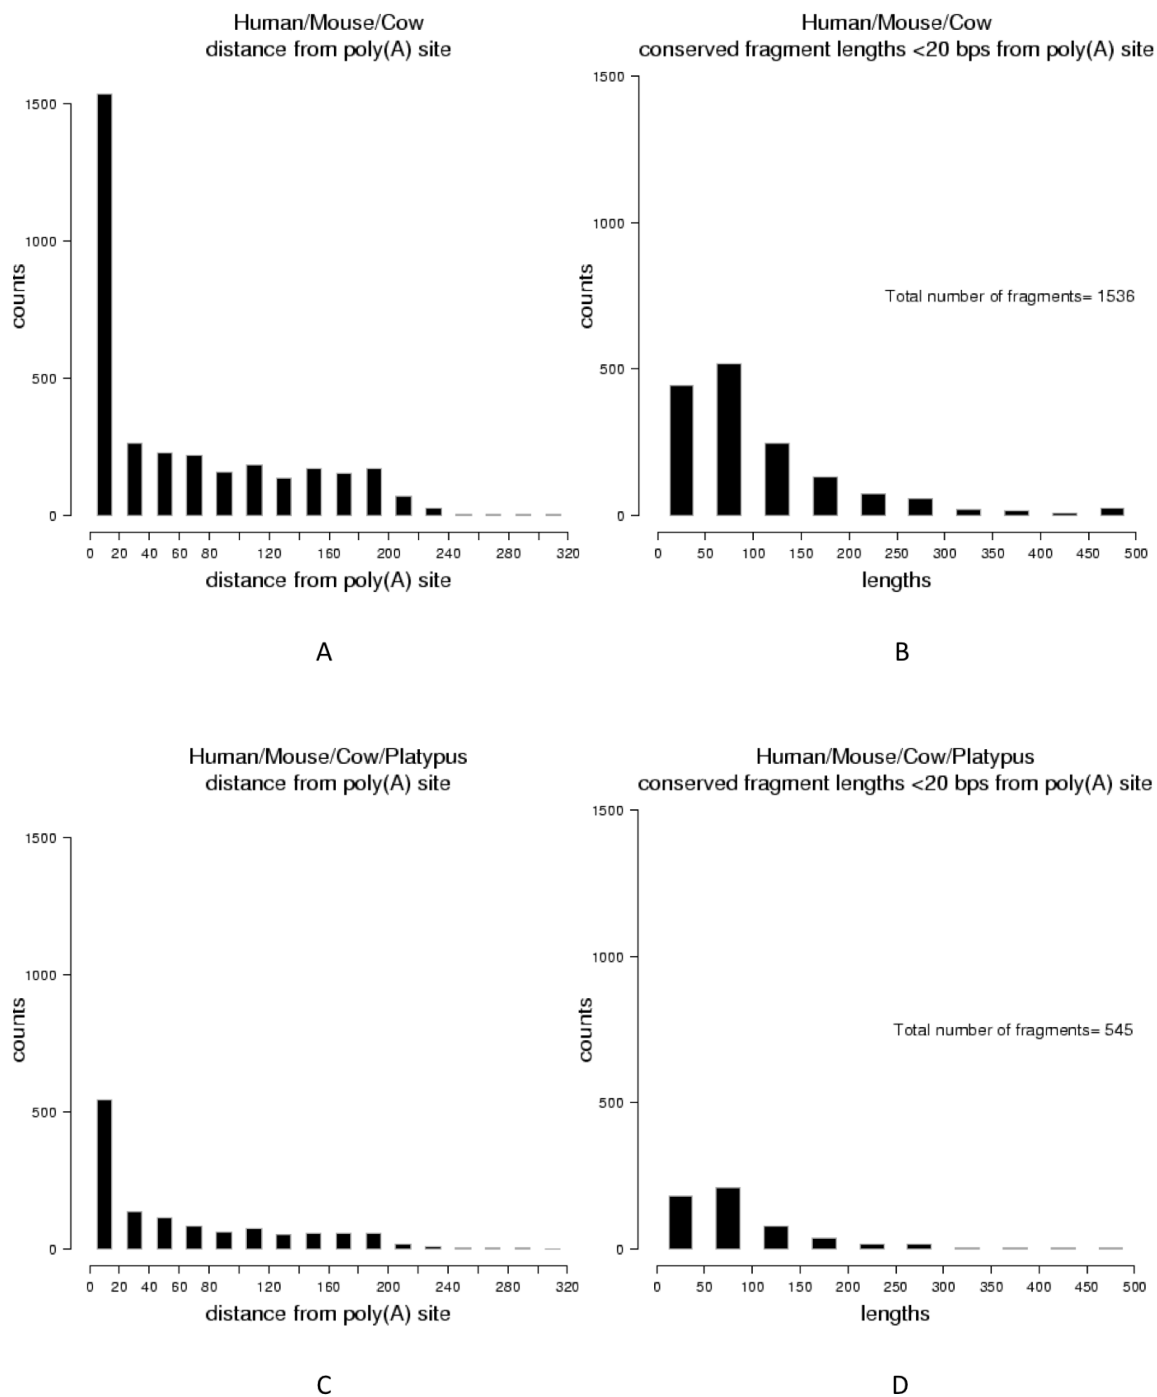 Human/Mouse/Cow
distance from poly(A) site
1500
1000
500
0
counts
0 20 40 60 80 120 160 200 240 280 320
distance from poly(A) site
A
Human/Mouse/Cow
conserved fragment lengths <20 bps from poly(A) site
1500
1000
500
0
counts
Total number of fragments= 1536
0 50 100 150 200 250 300 350 400 450 500
lengths
B
Human/Mouse/Cow/Platypus
distance from poly(A) site
1500
1000
500
0
counts
0 20 40 60 80 120 160 200 240 280 320
distance from poly(A) site
C
Human/Mouse/Cow/Platypus
conserved fragment lengths <20 bps from poly(A) site
1500
1000
500
0
counts
Total number of fragments= 545
0 50 100 150 200 250 300 350 400 450 500
lengths
D